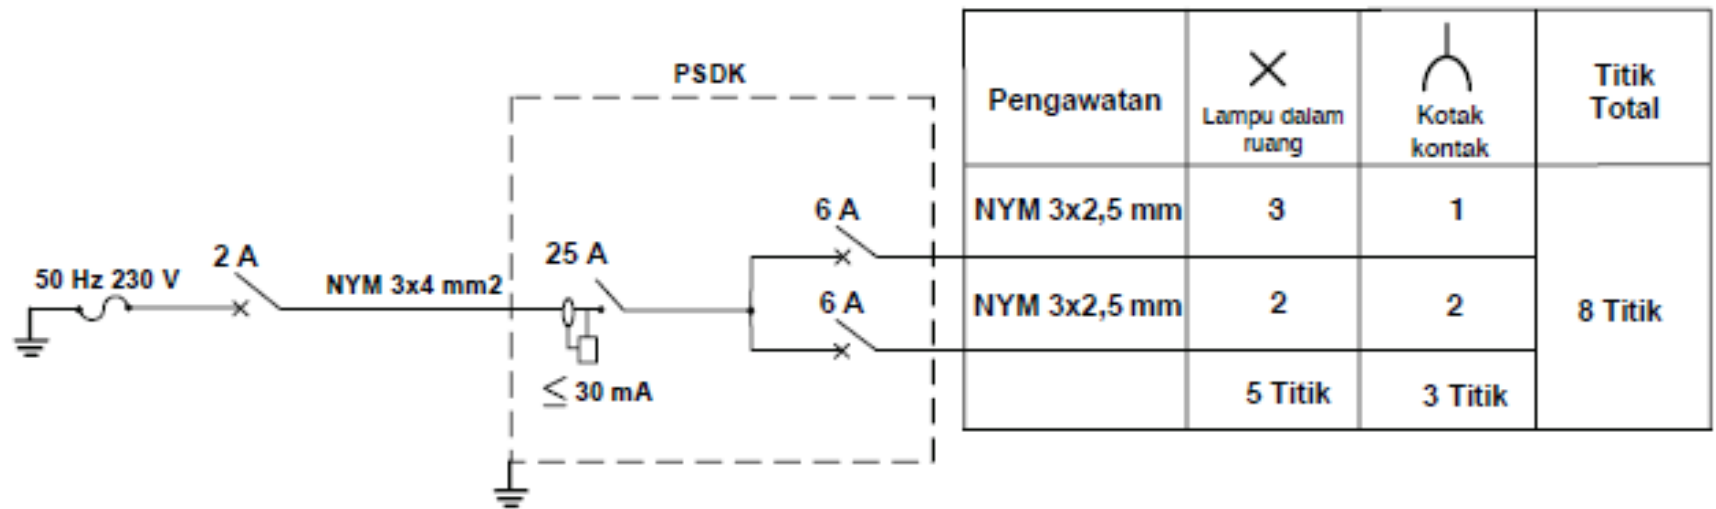 PSDK
50 Hz 230 V
2 A
NYM 3x4 mm2
25 A
≤ 30 mA
6 A
6 A
Pengawatan
Lampu dalam
ruang
Kotak
kontak
Titik
Total
NYM 3x2,5 mm
3
1
NYM 3x2,5 mm
2
2
8 Titik
5 Titik
3 Titik